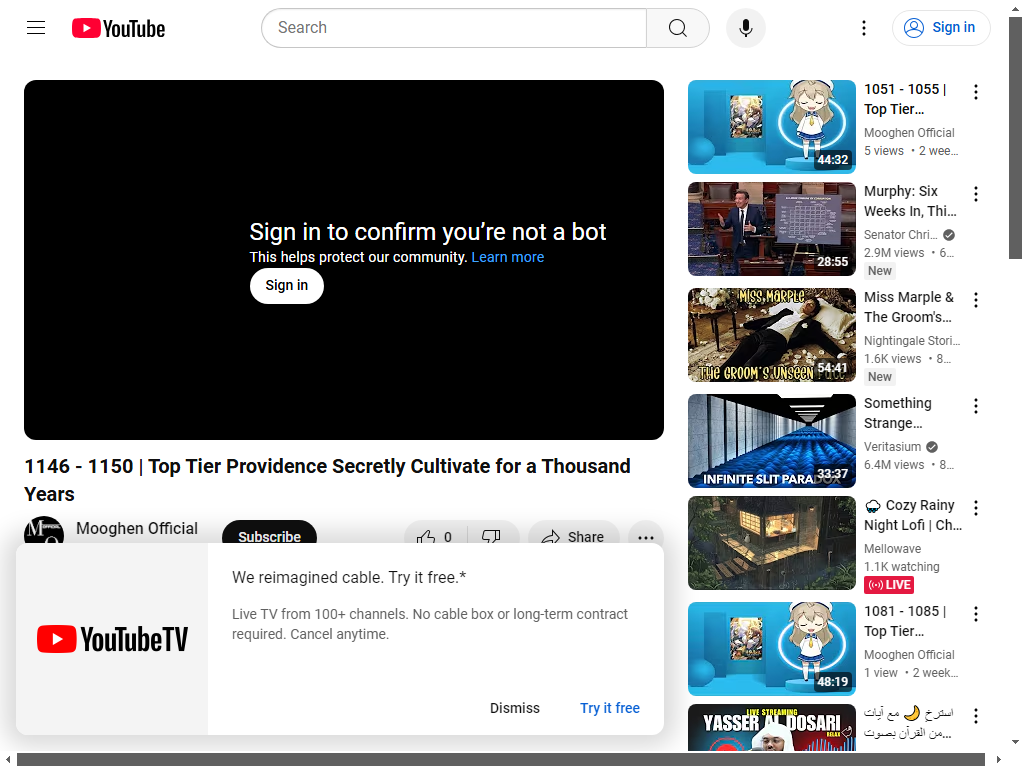 YouTube
Search
Sign in
Sign in to confirm you’re not a bot
This helps protect our community. Learn more
Sign in
1146 - 1150 | Top Tier Providence Secretly Cultivate for a Thousand
Years
Mooghen Official
Subscribe
0
Share
YouTubeTV
We reimagined cable. Try it free.*
Live TV from 100+ channels. No cable box or long-term contract
required. Cancel anytime.
Dismiss
Try it free
44:32
1051 - 1055 |
Top Tier…
Mooghen Official
5 views • 2 wee…
28:55
Murphy: Six
Weeks In, Thi…
Senator Chri…
2.9M views • 6…
New
MISS MARPLE
THE GROOM'S UNSEEN
54:41
Miss Marple &
The Groom's…
Nightingale Stori…
1.6K views • 8…
New
INFINITE SLIT PARADOX
33:37
Something
Strange…
Veritasium
6.4M views • 8…
🌧️ Cozy Rainy
Night Lofi | Ch…
Mellowave
1.1K watching
LIVE
48:19
1081 - 1085 |
Top Tier…
Mooghen Official
1 view • 2 week…
LIVE STREAMING
YASSER AL DOSARI
RELAX
استرخِ 🌙 مع آيات
من القرآن بصوت…